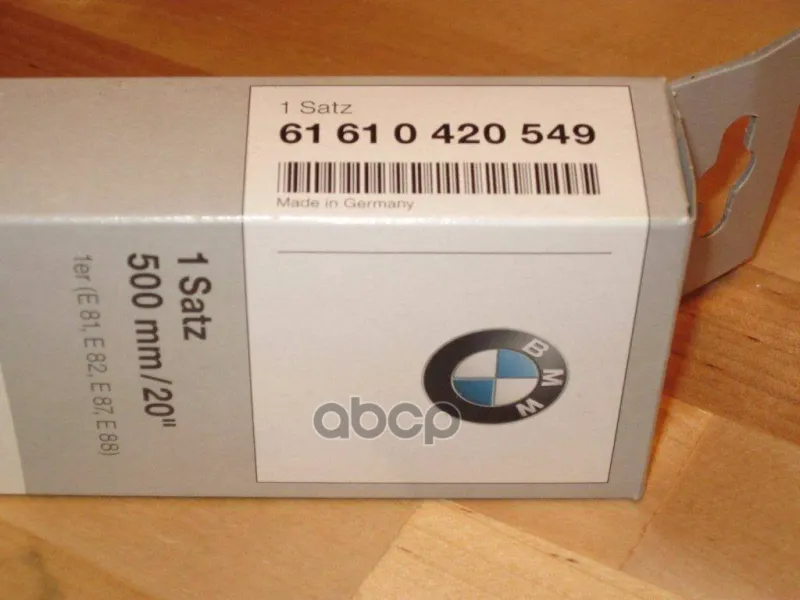 1 Satz
61 61 0 420 549
Made in Germany
1 Satz
500 mm/20"
1er (E 81, E 82, E 87, E 88)
BMW
abcp